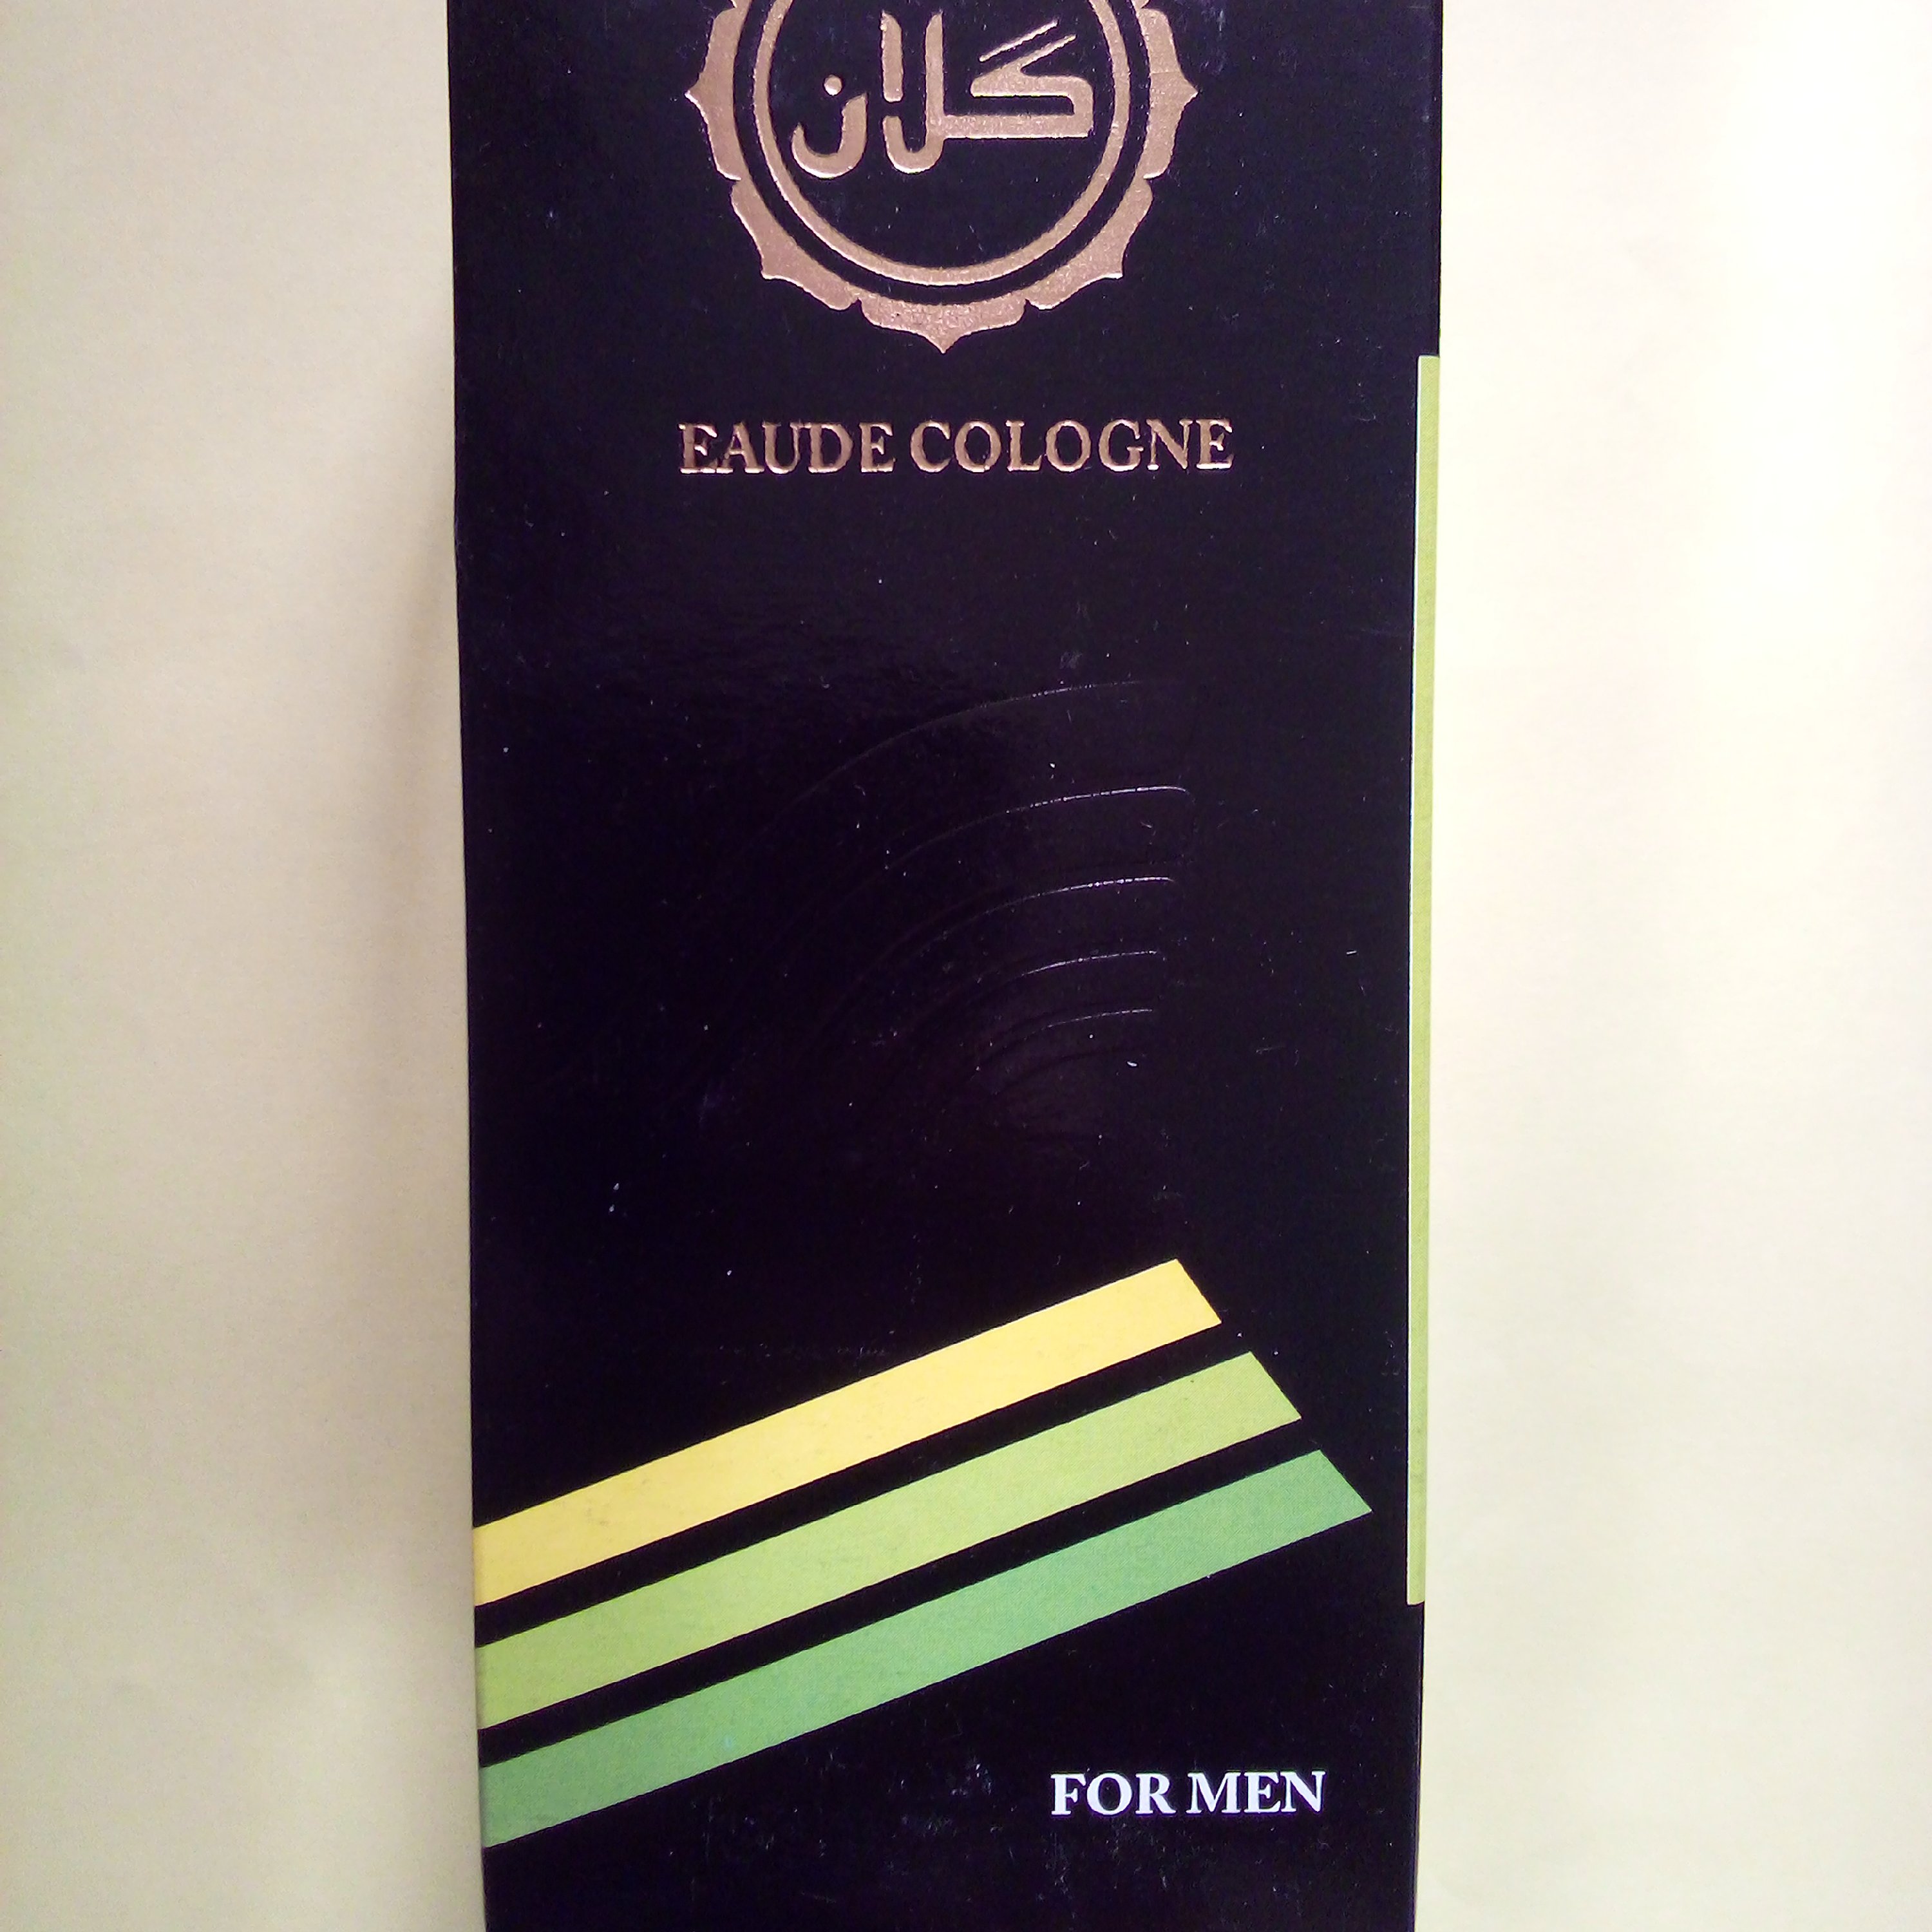 گلان
EAUDE COLOGNE
FOR MEN